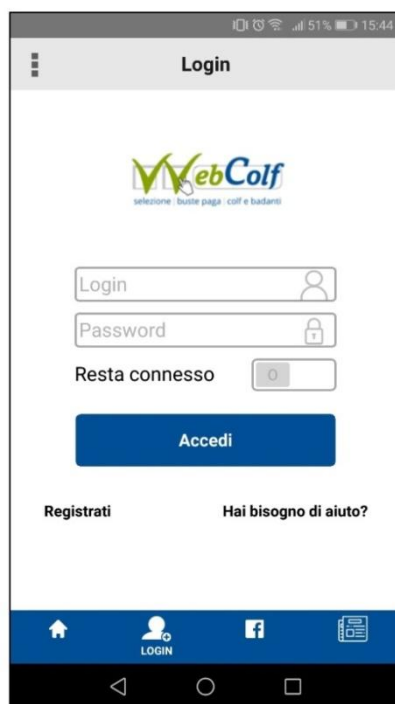 51% 15:44
Login
WebColf
selezione | buste paga | colf e badanti
Login
Password
Resta connesso
O
Accedi
Registrati
Hai bisogno di aiuto?
LOGIN